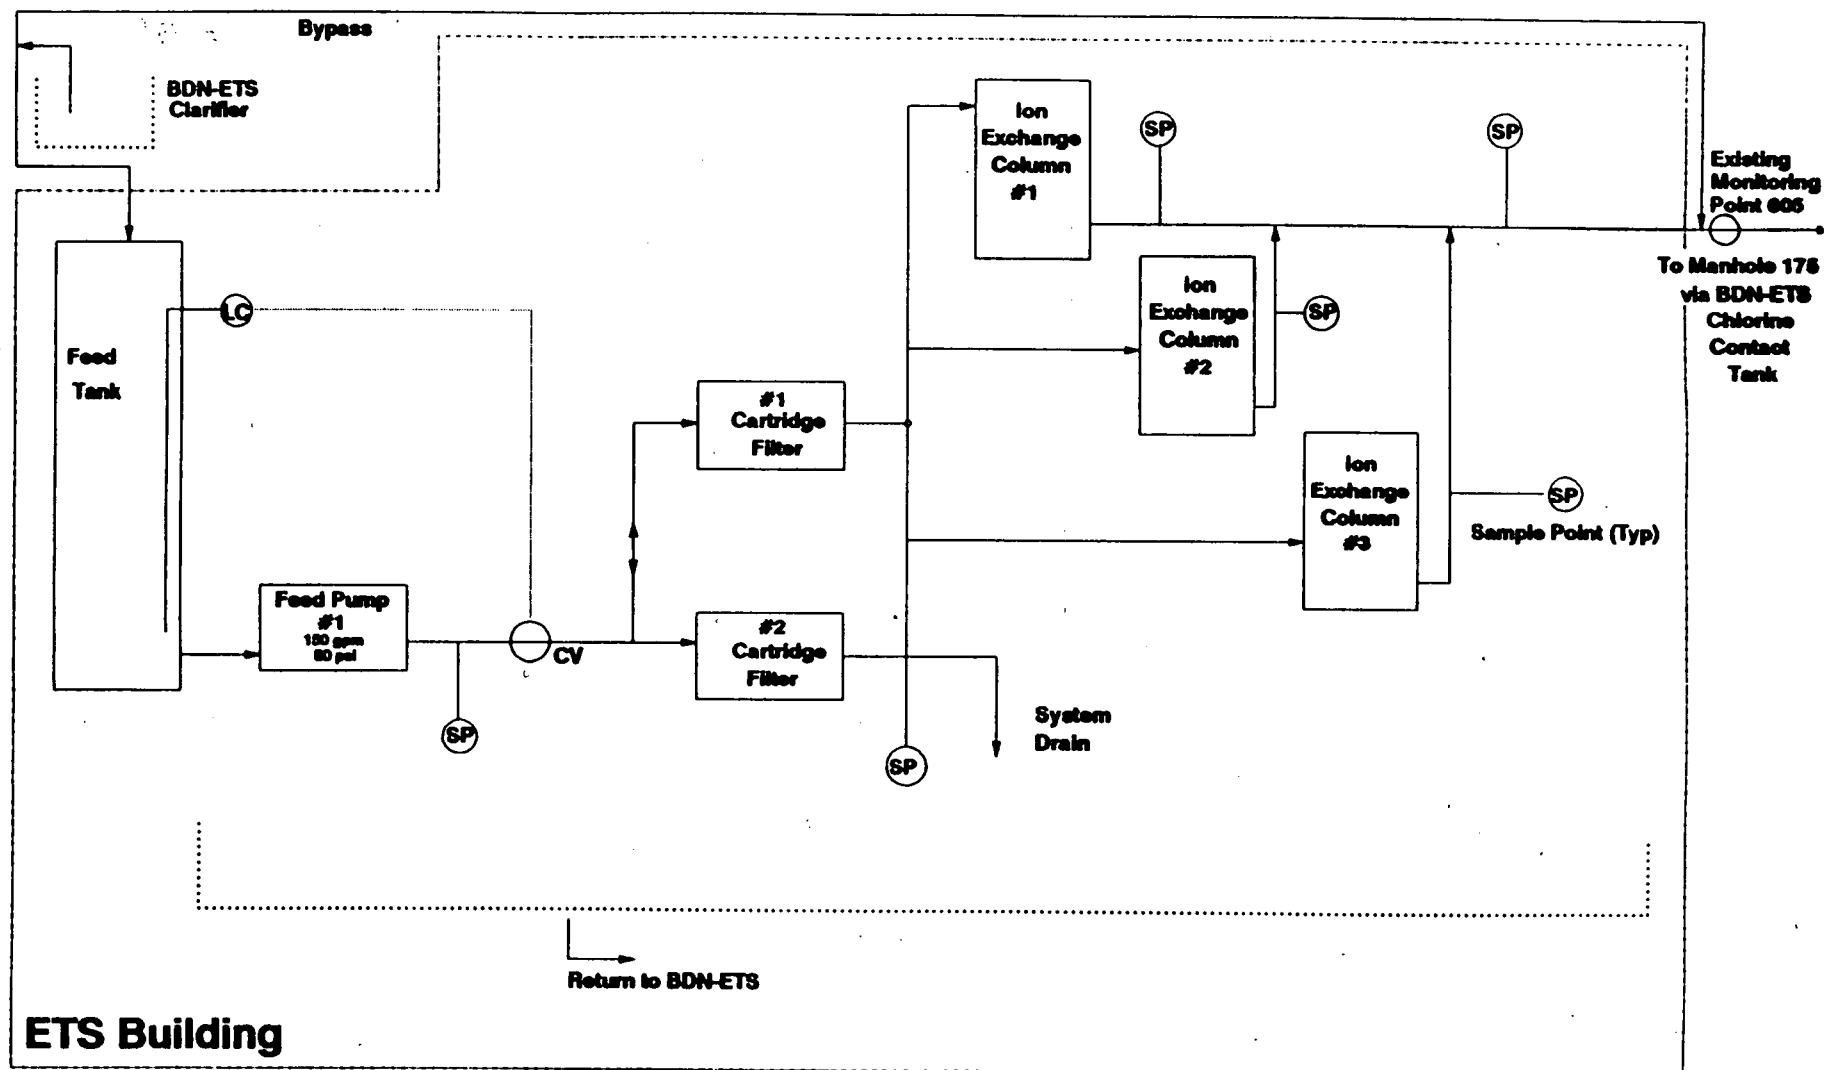 Bypass
BDN-ETS
Clarifier
Ion
Exchange
Column
#1
SP
SP
Existing
Monitoring
Point 605
To Manhole 175
via BDN-ETS
Chlorine
Contact
Tank
LC
Feed
Tank
Ion
Exchange
Column
#2
SP
#1
Cartridge
Filter
Ion
Exchange
Column
#3
SP
Sample Point (Typ)
Feed Pump
#1
150 gpm
80 psi
CV
#2
Cartridge
Filter
SP
SP
System
Drain
Return to BDN-ETS
ETS Building